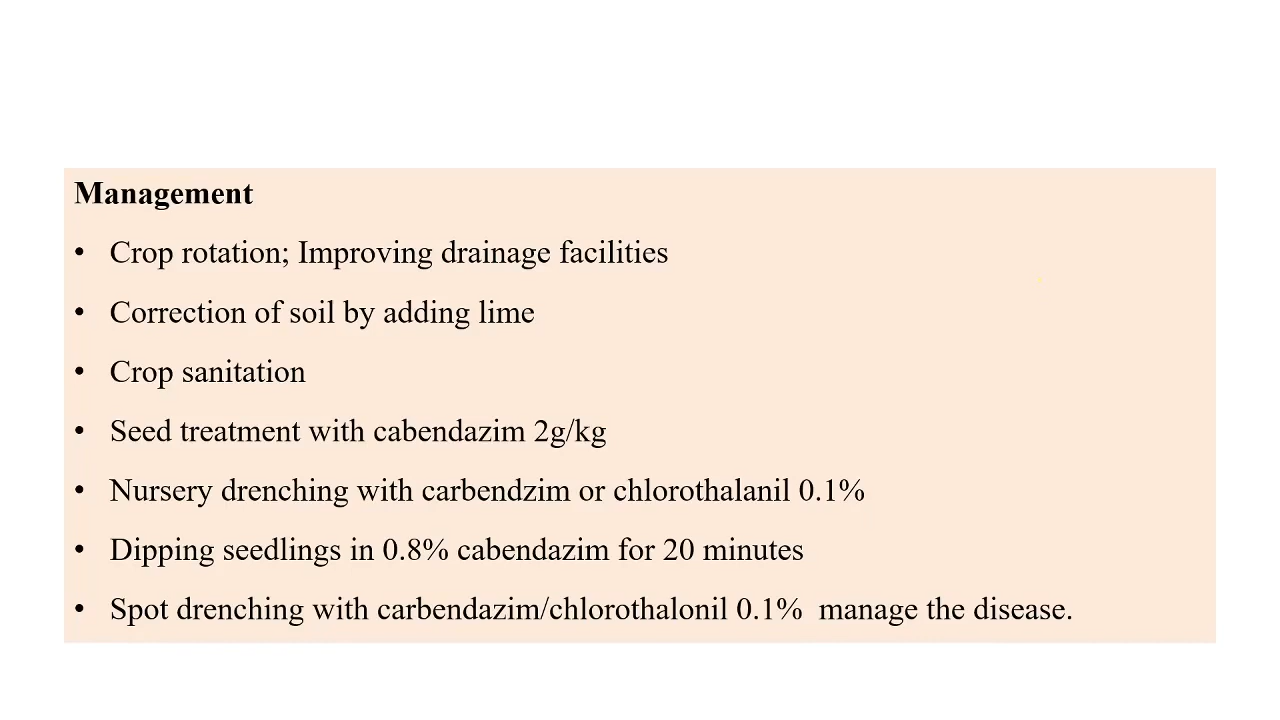 Management
• Crop rotation; Improving drainage facilities
• Correction of soil by adding lime
• Crop sanitation
• Seed treatment with cabendazim 2g/kg
• Nursery drenching with carbendzim or chlorothalanil 0.1%
• Dipping seedlings in 0.8% cabendazim for 20 minutes
• Spot drenching with carbendazim/chlorothalonil 0.1%  manage the disease.